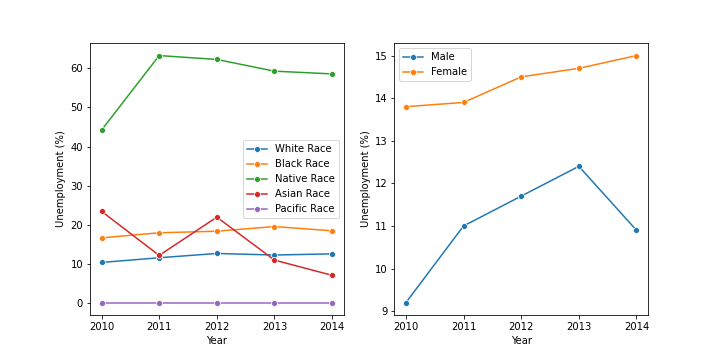 60
50
40
30
20
10
0
Unemployment (%)
White Race
Black Race
Native Race
Asian Race
Pacific Race
2010 2011 2012 2013 2014
Year
15
14
13
12
11
10
9
Unemployment (%)
Male
Female
2010 2011 2012 2013 2014
Year